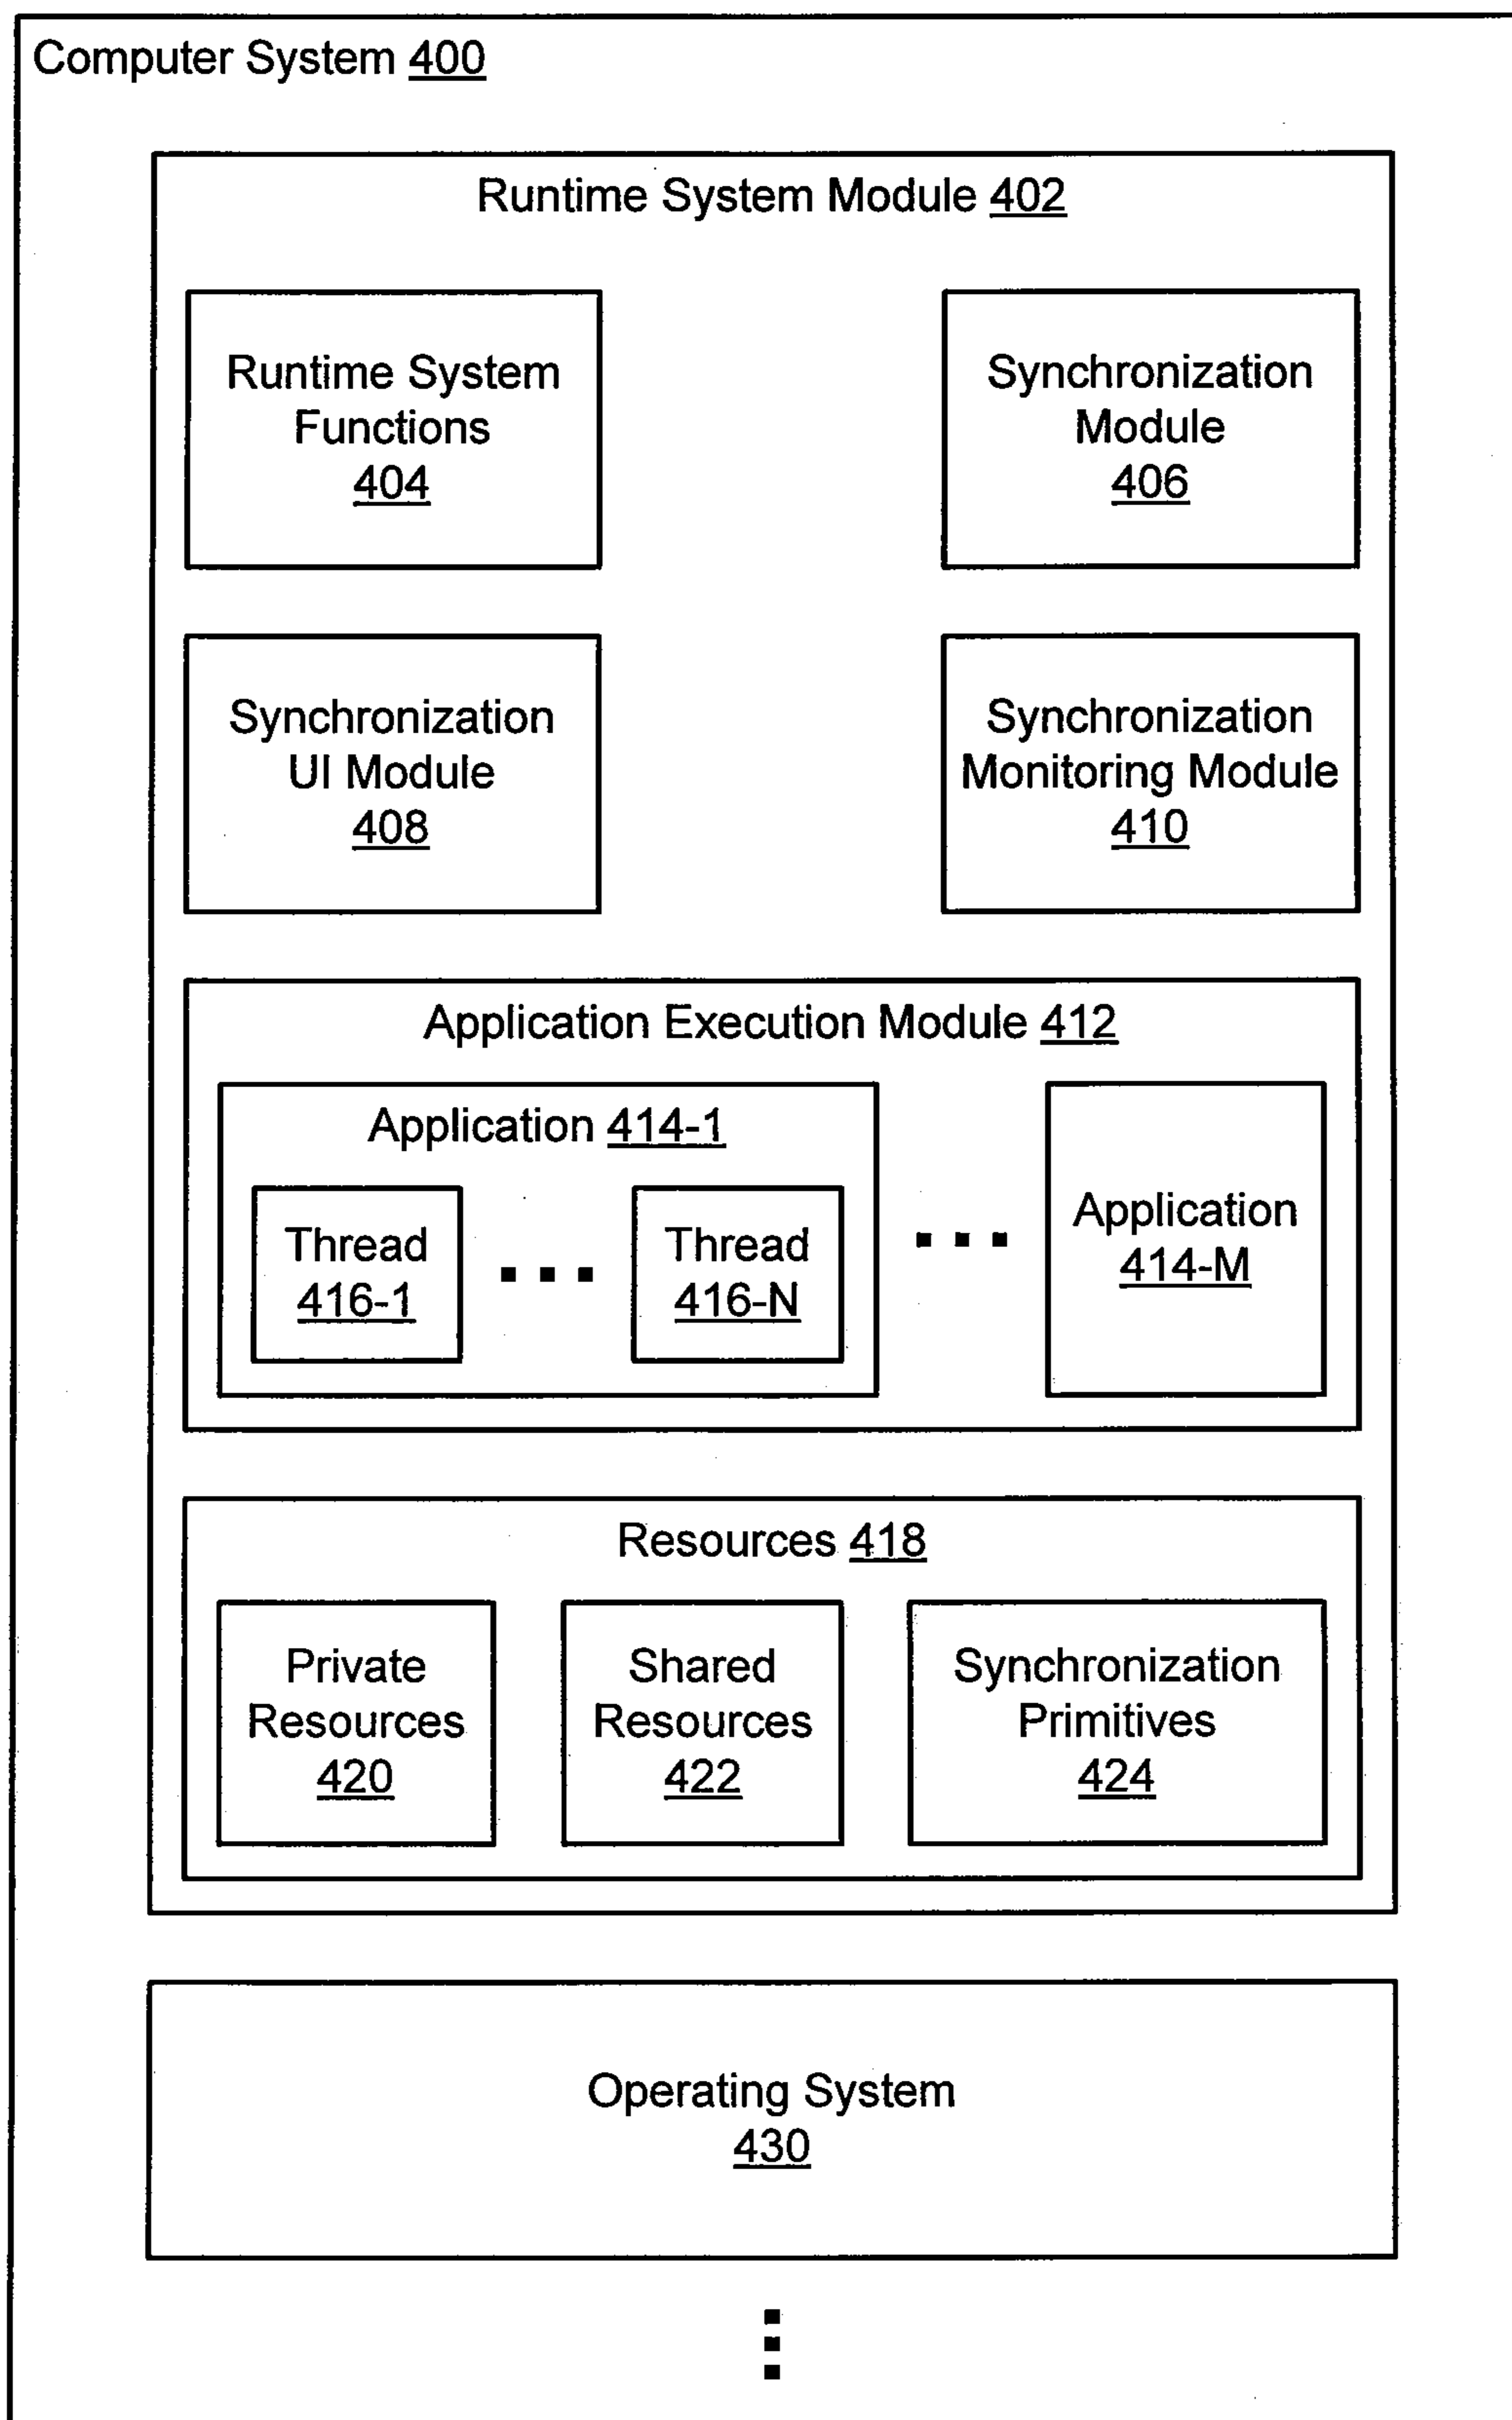 Computer System 400
Runtime System Module 402
Runtime System
Functions
404
Synchronization
Module
406
Synchronization
UI Module
408
Synchronization
Monitoring Module
410
Application Execution Module 412
Application 414-1
Thread
416-1
Thread
416-N
Application
414-M
Resources 418
Private
Resources
420
Shared
Resources
422
Synchronization
Primitives
424
Operating System
430